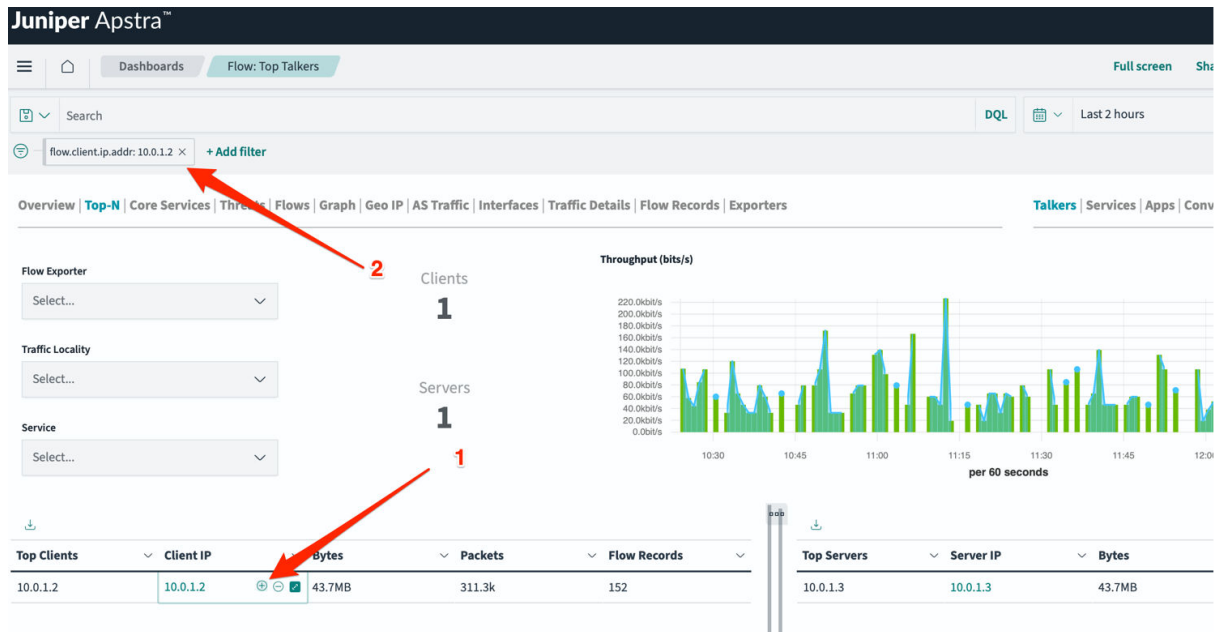 Juniper Apstra™
Dashboards Flow: Top Talkers Full screen Sha
Search DQL Last 2 hours
flow.client.ip.addr: 10.0.1.2 × + Add filter
Overview | Top-N | Core Services | Threats | Flows | Graph | Geo IP | AS Traffic | Interfaces | Traffic Details | Flow Records | Exporters Talkers | Services | Apps | Conv
2
Flow Exporter
Select...
Traffic Locality
Select...
Service
Select...
Clients
1
Servers
1
1
Throughput (bits/s)
220.0kbit/s
200.0kbit/s
180.0kbit/s
160.0kbit/s
140.0kbit/s
120.0kbit/s
100.0kbit/s
80.0kbit/s
60.0kbit/s
40.0kbit/s
20.0kbit/s
0.0bit/s
10:30 10:45 11:00 11:15 11:30 11:45 12:00
per 60 seconds
Top Clients Client IP Bytes Packets Flow Records
10.0.1.2 10.0.1.2 43.7MB 311.3k 152
Top Servers Server IP Bytes
10.0.1.3 10.0.1.3 43.7MB